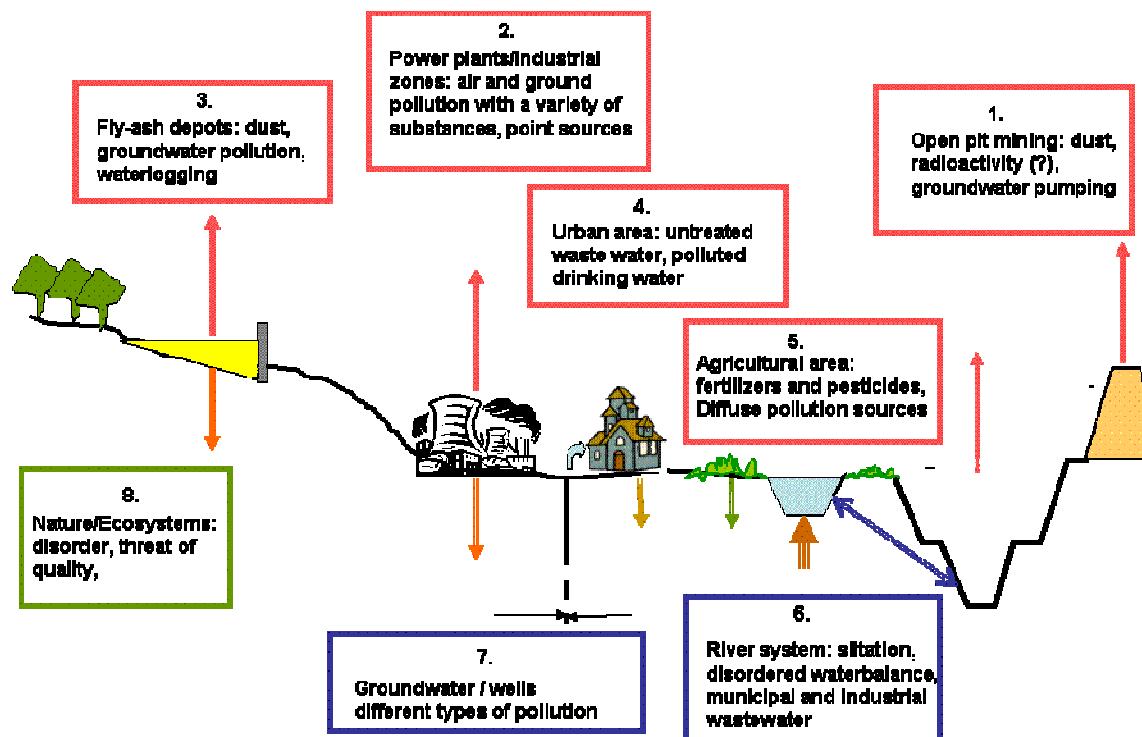 2.
Power plants/industrial
zones: air and ground
pollution with a variety of
substances, point sources
3.
Fly-ash depots: dust,
groundwater pollution,
waterlogging
1.
Open pit mining: dust,
radioactivity (?),
groundwater pumping
4.
Urban area: untreated
waste water, polluted
drinking water
5.
Agricultural area:
fertilizers and pesticides,
Diffuse pollution sources
8.
Nature/Ecosystems:
disorder, threat of
quality,
7.
Groundwater / wells
different types of pollution
6.
River system: siltation,
disordered waterbalance,
municipal and industrial
wastewater